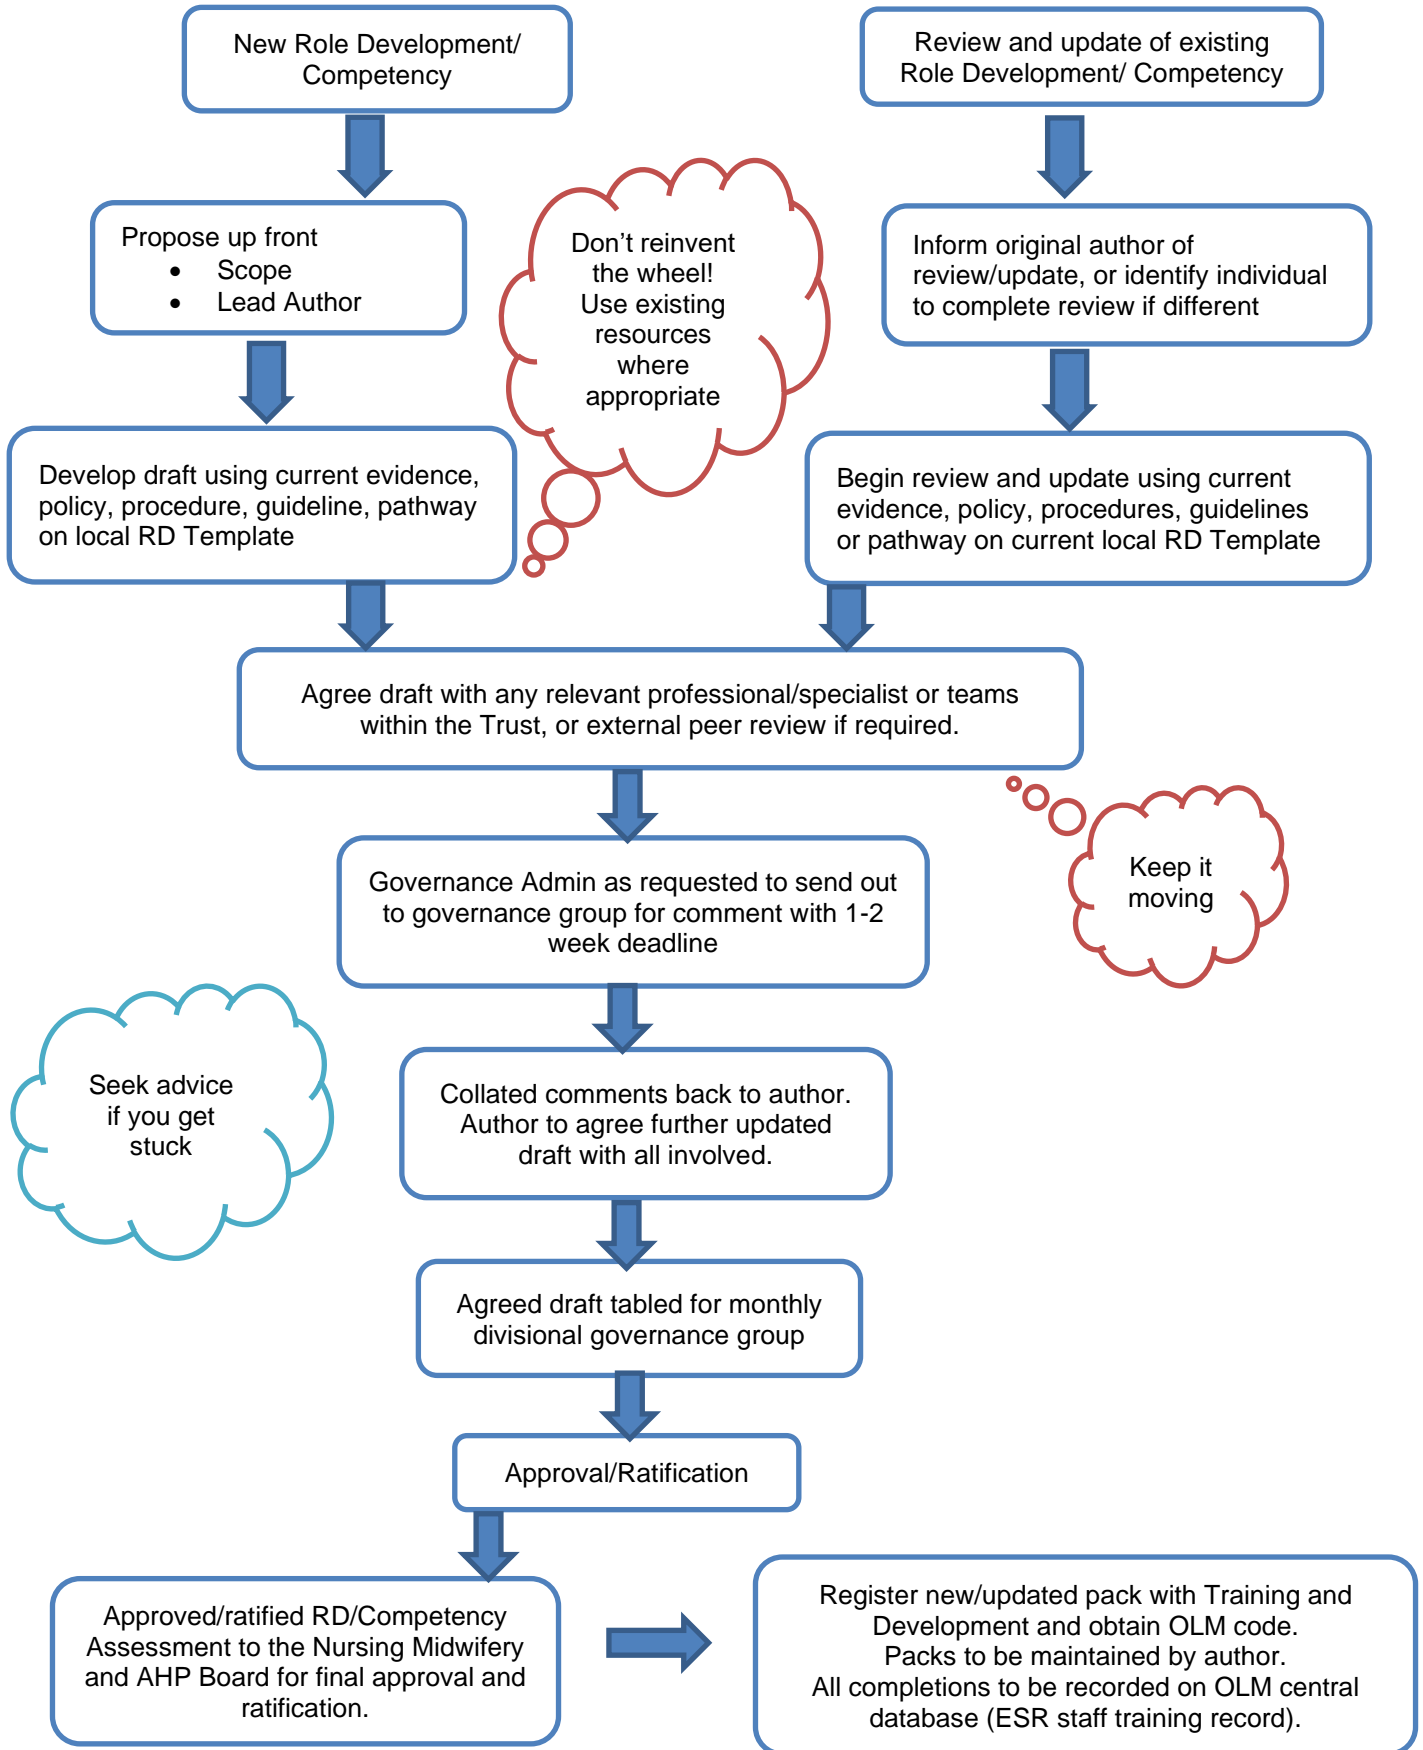 New Role Development/
Competency
Review and update of existing
Role Development/ Competency
Propose up front
• Scope
• Lead Author
Don’t reinvent
the wheel!
Use existing
resources
where
appropriate
Inform original author of
review/update, or identify individual
to complete review if different
Develop draft using current evidence,
policy, procedure, guideline, pathway
on local RD Template
Begin review and update using current
evidence, policy, procedures, guidelines
or pathway on current local RD Template
Agree draft with any relevant professional/specialist or teams
within the Trust, or external peer review if required.
Keep it
moving
Governance Admin as requested to send out
to governance group for comment with 1-2
week deadline
Seek advice
if you get
stuck
Collated comments back to author.
Author to agree further updated
draft with all involved.
Agreed draft tabled for monthly
divisional governance group
Approval/Ratification
Approved/ratified RD/Competency
Assessment to the Nursing Midwifery
and AHP Board for final approval and
ratification.
Register new/updated pack with Training and
Development and obtain OLM code.
Packs to be maintained by author.
All completions to be recorded on OLM central
database (ESR staff training record).